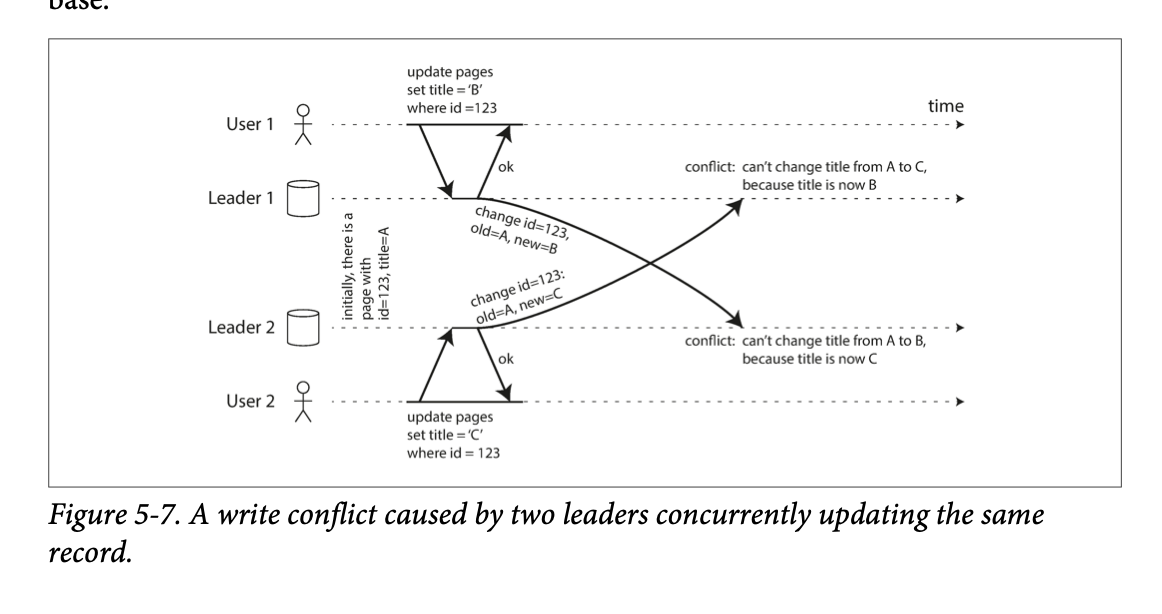 base.
update pages
set title = ‘B’
where id =123
time
User 1
ok
conflict: can’t change title from A to C,
because title is now B
Leader 1
change id=123,
old=A, new=B
initially, there is a
page with
id=123, title=A
change id=123:
old=A, new=C
Leader 2
conflict: can’t change title from A to B,
because title is now C
ok
User 2
update pages
set title = ‘C’
where id = 123
Figure 5-7. A write conflict caused by two leaders concurrently updating the same
record.